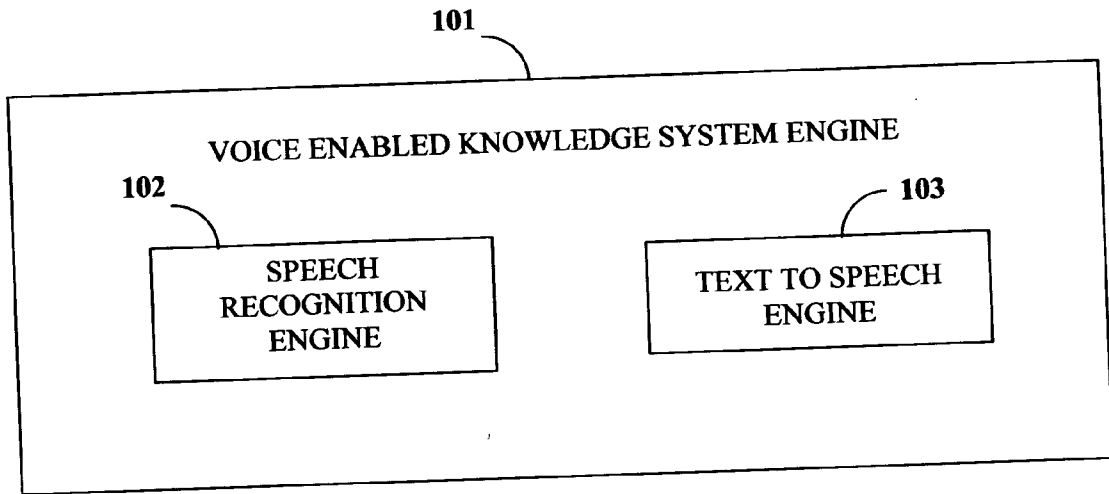 101
VOICE ENABLED KNOWLEDGE SYSTEM ENGINE
102
103
SPEECH
RECOGNITION
ENGINE
TEXT TO SPEECH
ENGINE